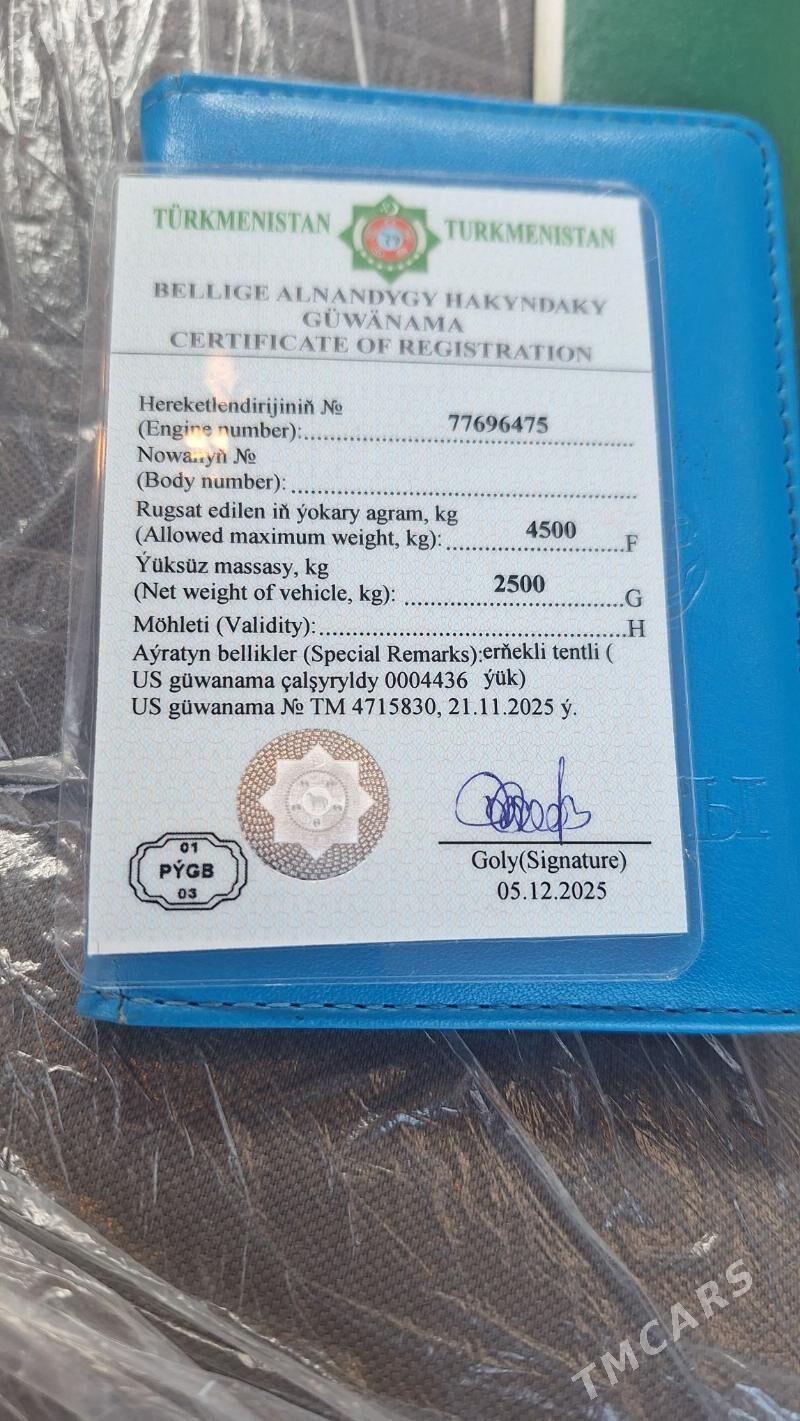 TÜRKMENISTAN TURKMENISTAN
BELLIGE ALNANDYGY HAKYNDAKY
GÜWÄNAMA
CERTIFICATE OF REGISTRATION
Hereketlendirijiniň №
(Engine number): 77696475
Nowanyň №
(Body number):
Rugsat edilen iň ýokary agram, kg
(Allowed maximum weight, kg): 4500 F
Ýüksüz massasy, kg
(Net weight of vehicle, kg): 2500 G
Möhleti (Validity): H
Aýratyn bellikler (Special Remarks):erňekli tentli (
US güwanama çalşyryldy 0004436 ýük)
US güwanama № TM 4715830, 21.11.2025 ý.
01
PÝGB
03
Goly(Signature)
05.12.2025
TMCARS